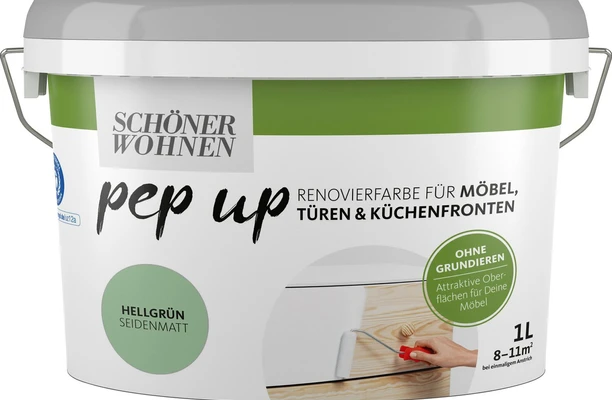 SCHÖNER
WOHNEN
pep up
RENOVIERFARBE FÜR MÖBEL,
TÜREN & KÜCHENFRONTEN
OHNE
GRUNDIEREN
Attraktive Ober-
flächen für Deine
Möbel
HELLGRÜN
SEIDENMATT
1L
8–11m²
bei einmaligem Anstrich